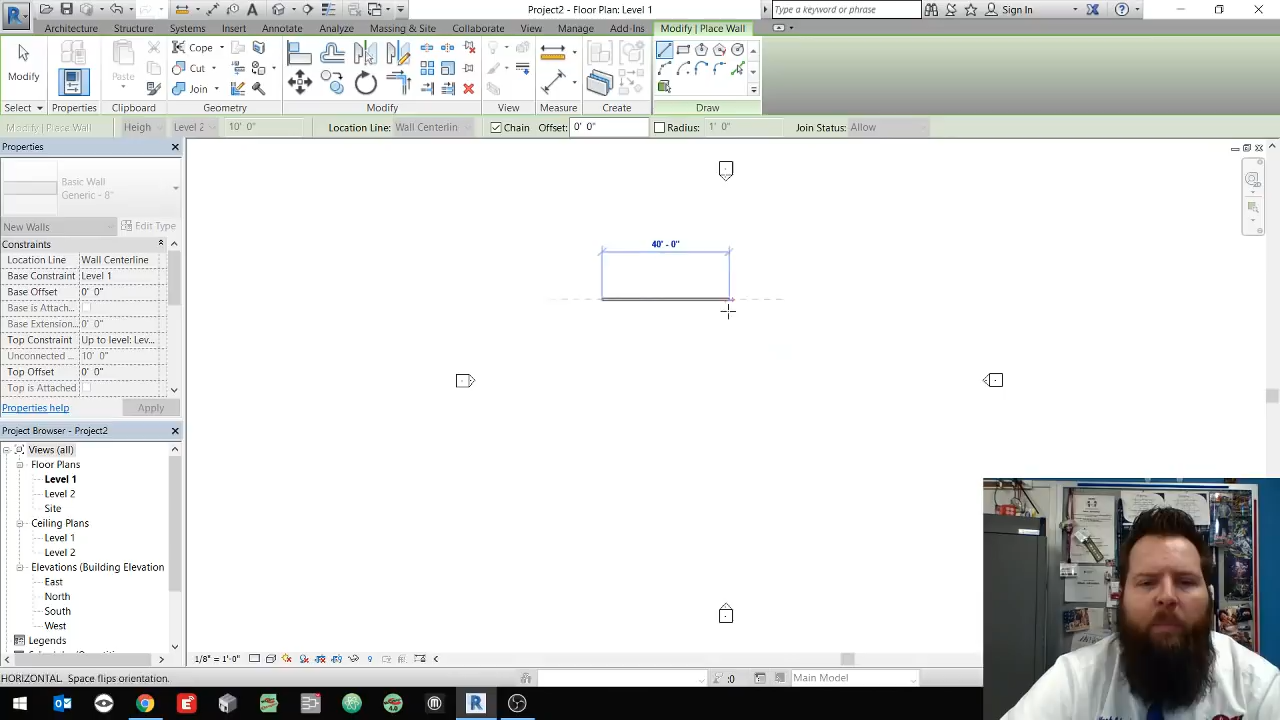 Project2 - Floor Plan: Level 1
Type a keyword or phrase
Sign In
Architecture Structure Systems Insert Annotate Analyze Massing & Site Collaborate View Manage Add-Ins Modify | Place Wall
Modify Paste Cope Cut Join
Select Properties Clipboard Geometry Modify View Measure Create Draw
Modify | Place Wall Heigh Level 2 10' 0" Location Line: Wall Centerlin Chain Offset: 0' 0" Radius: 1' 0" Join Status: Allow
Properties
Basic Wall
Generic - 8"
New Walls Edit Type
Constraints
Location Line Wall Centerline
Base Constraint Level 1
Base Offset 0' 0"
Base is Attach...
Base Extension... 0' 0"
Top Constraint Up to level: Lev...
Unconnected ... 10' 0"
Top Offset 0' 0"
Top is Attached
Properties help Apply
Project Browser - Project2
Views (all)
Floor Plans
Level 1
Level 2
Site
Ceiling Plans
Level 1
Level 2
Elevations (Building Elevation
East
North
South
West
Legends
40' - 0"
1/8" = 1'-0"
HORIZONTAL. Space flips orientation.
:0
Main Model